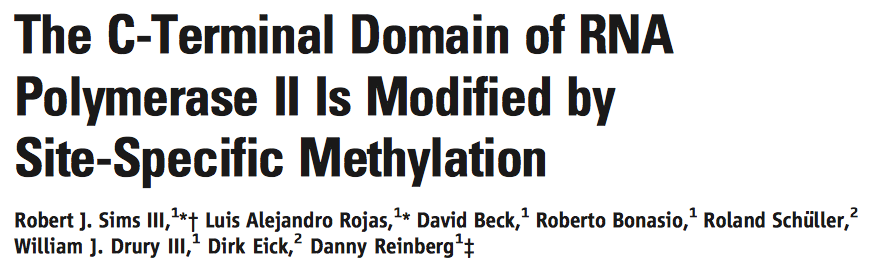 The C-Terminal Domain of RNA
Polymerase II Is Modified by
Site-Specific Methylation
Robert J. Sims III,1*† Luis Alejandro Rojas,1* David Beck,1 Roberto Bonasio,1 Roland Schüller,2
William J. Drury III,1 Dirk Eick,2 Danny Reinberg1‡